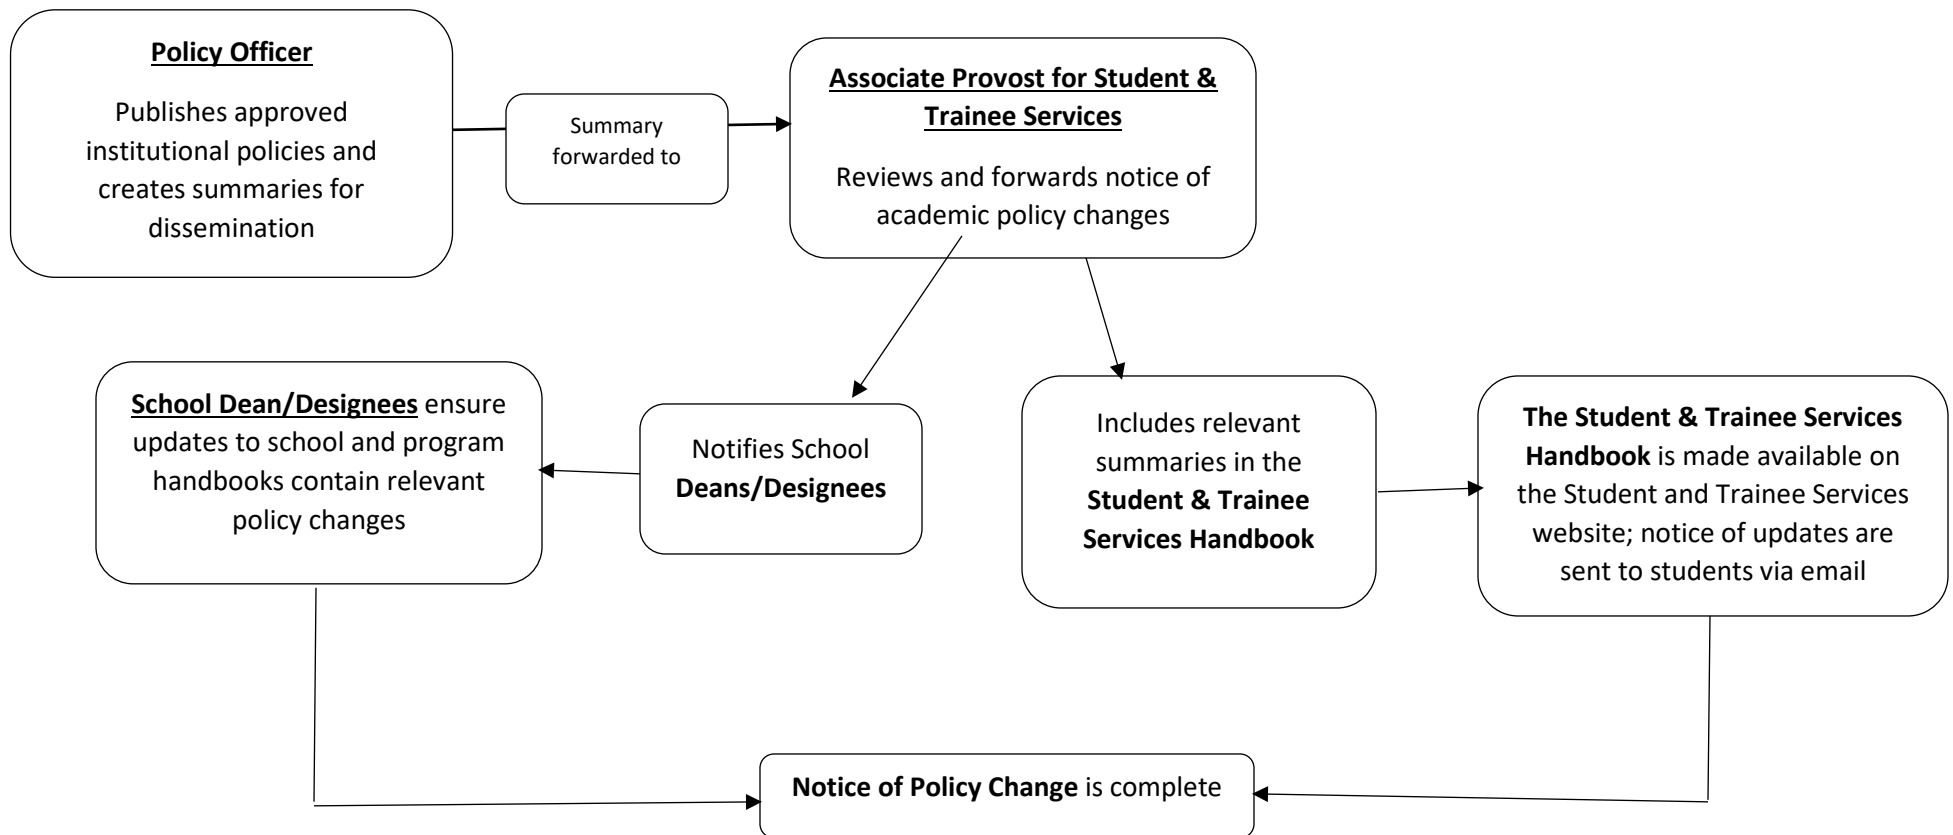 Policy Officer
Publishes approved
institutional policies and
creates summaries for
dissemination
Summary
forwarded to
Associate Provost for Student &
Trainee Services
Reviews and forwards notice of
academic policy changes
School Dean/Designees ensure
updates to school and program
handbooks contain relevant
policy changes
Notifies School
Deans/Designees
Includes relevant
summaries in the
Student & Trainee
Services Handbook
The Student & Trainee Services
Handbook is made available on
the Student and Trainee Services
website; notice of updates are
sent to students via email
Notice of Policy Change is complete